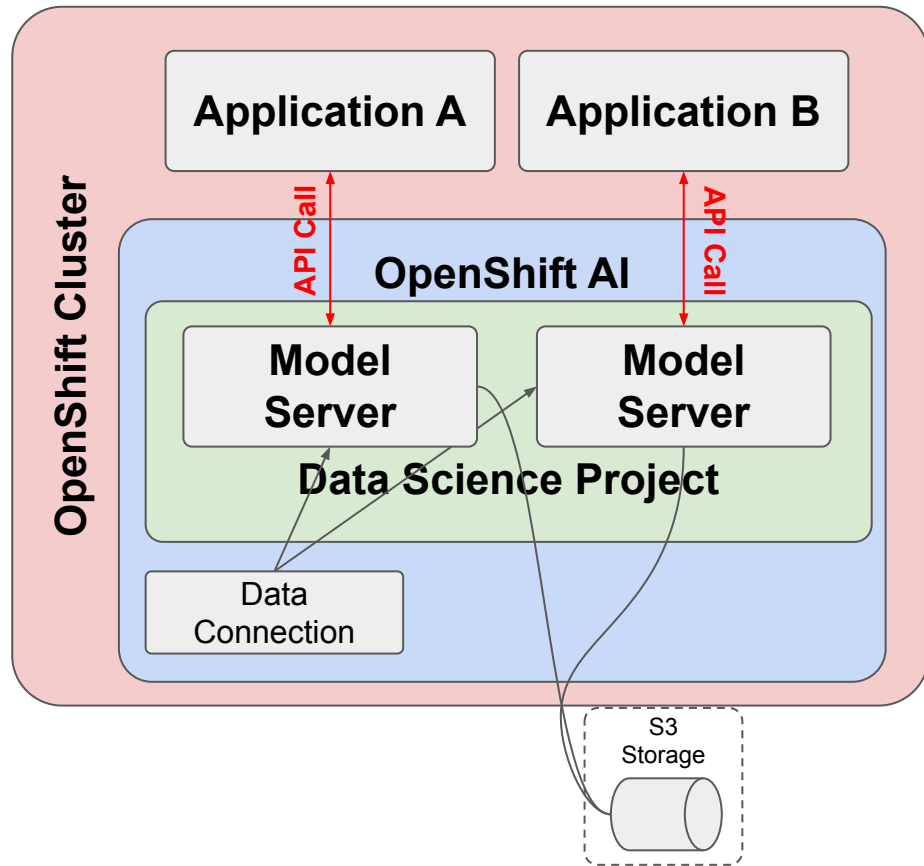 Application A
Application B
API Call
API Call
OpenShift Cluster
OpenShift AI
Model
Server
Model
Server
Data Science Project
Data
Connection
S3
Storage